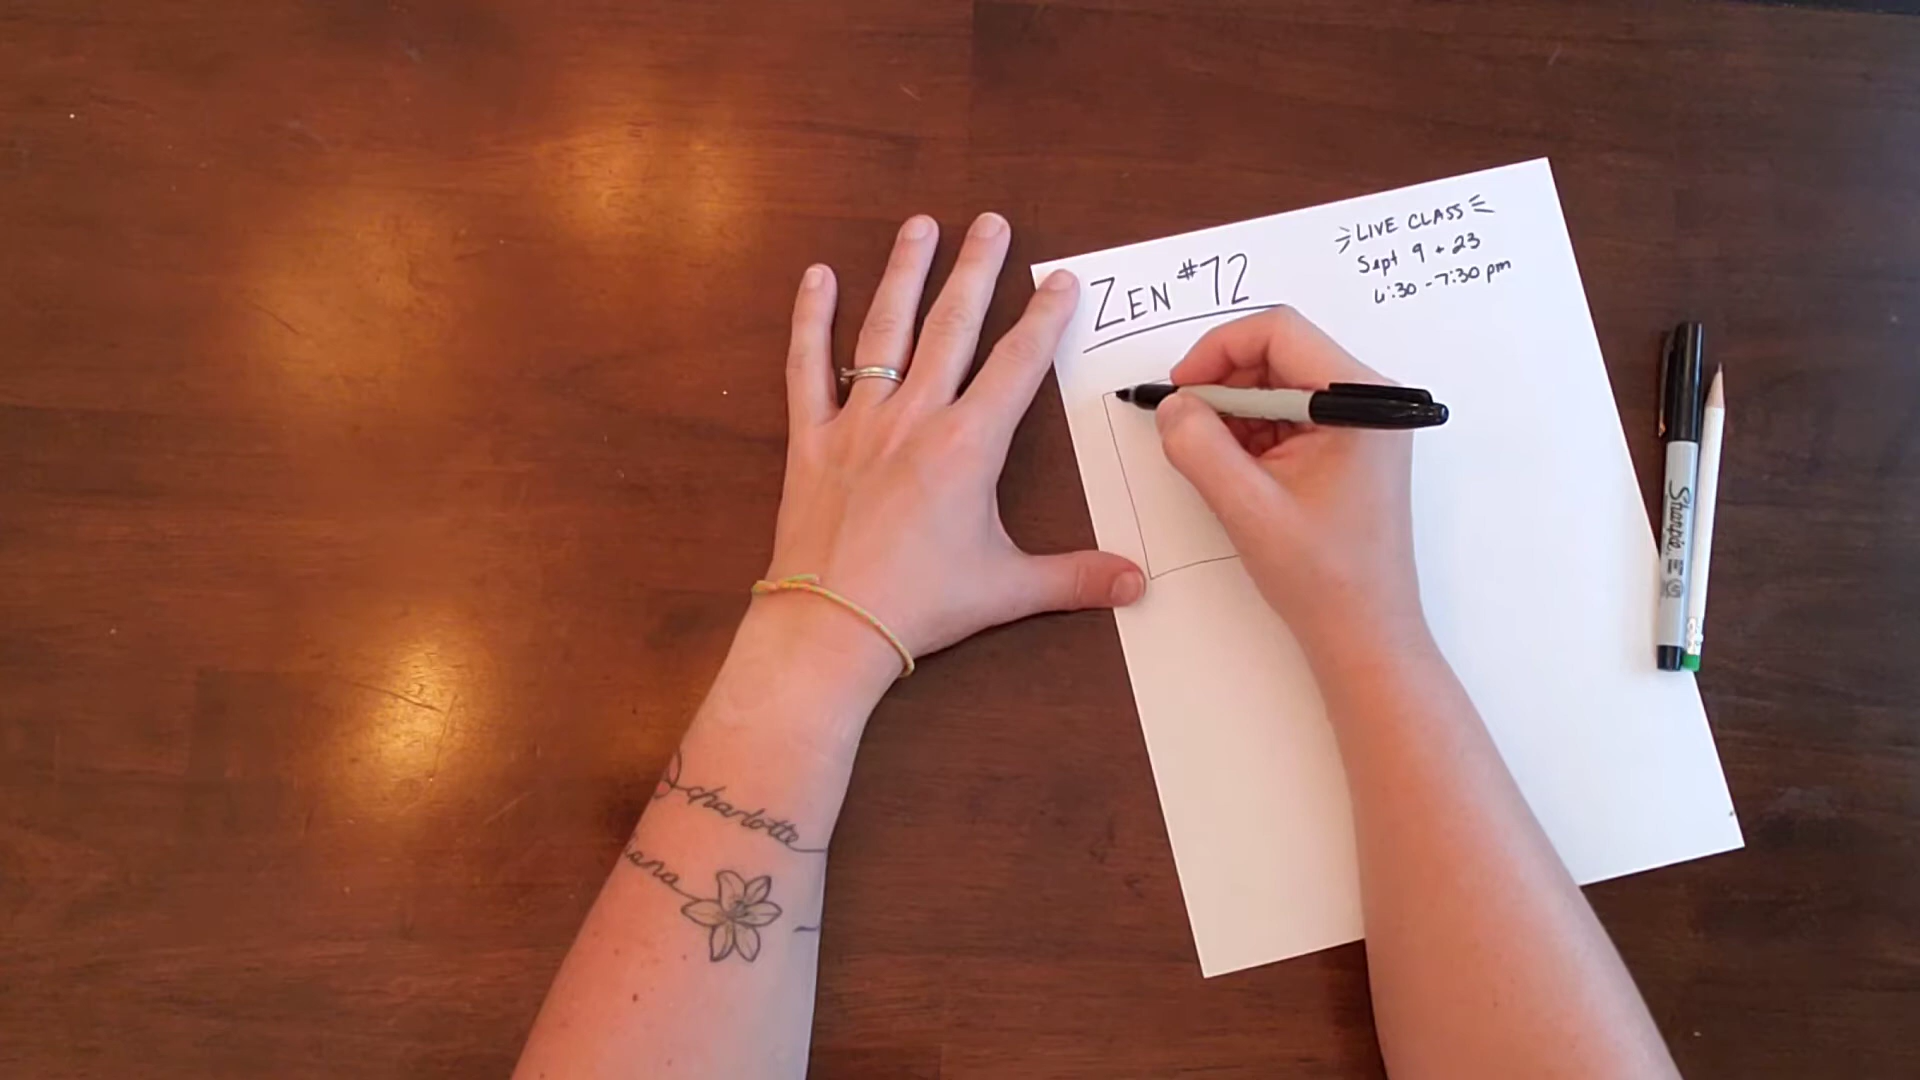 ZEN #72
LIVE CLASS
Sept 9 + 23
6:30 - 7:30 pm
Sharpie
charlotte